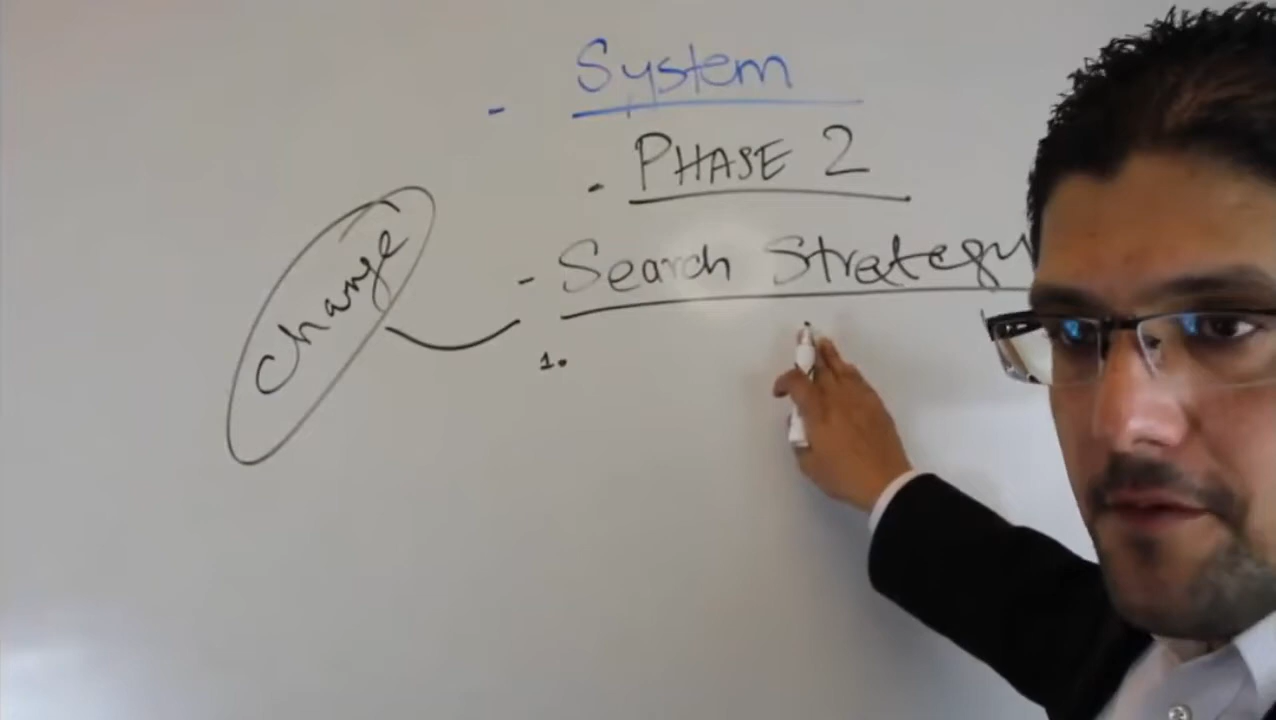 - System
- PHASE 2
Change
- Search Strategy
1.